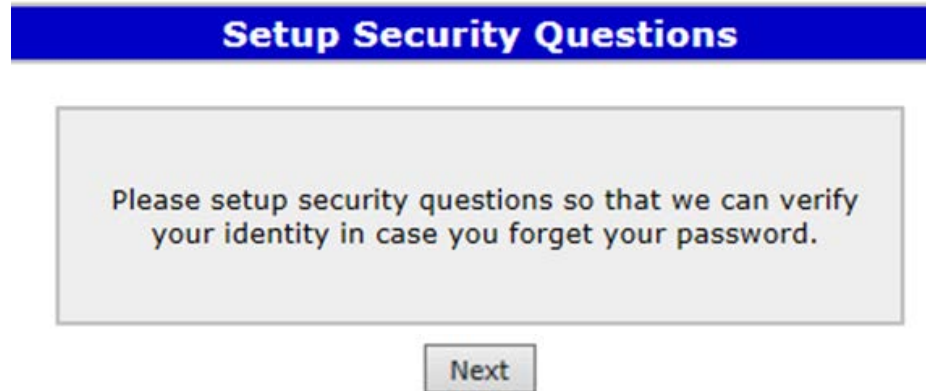 Setup Security Questions
Please setup security questions so that we can verify
your identity in case you forget your password.
Next